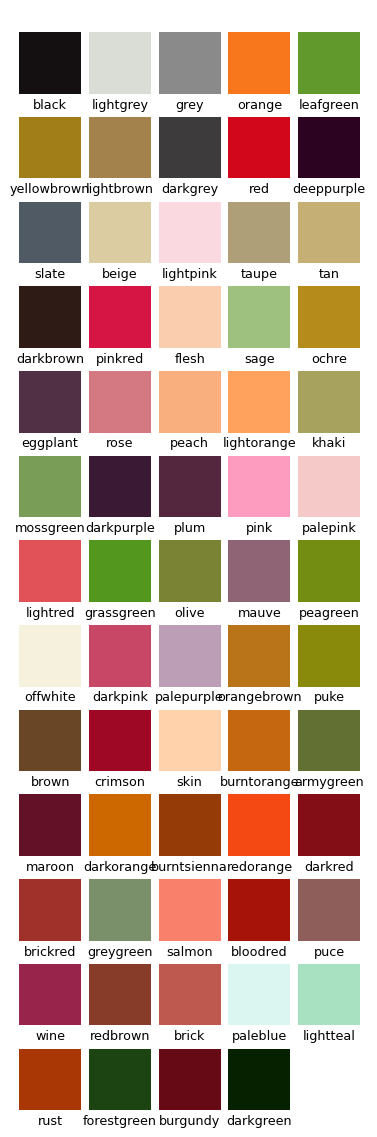 black lightgrey grey orange leafgreen
yellowbrown lightbrown darkgrey red deeppurple
slate beige lightpink taupe tan
darkbrown pinkred flesh sage ochre
eggplant rose peach lightorange khaki
mossgreen darkpurple plum pink palepink
lightred grassgreen olive mauve peagreen
offwhite darkpink palepurple orangebrown puke
brown crimson skin burntorange armygreen
maroon darkorange burntsienna redorange darkred
brickred greygreen salmon bloodred puce
wine redbrown brick paleblue lightteal
rust forestgreen burgundy darkgreen